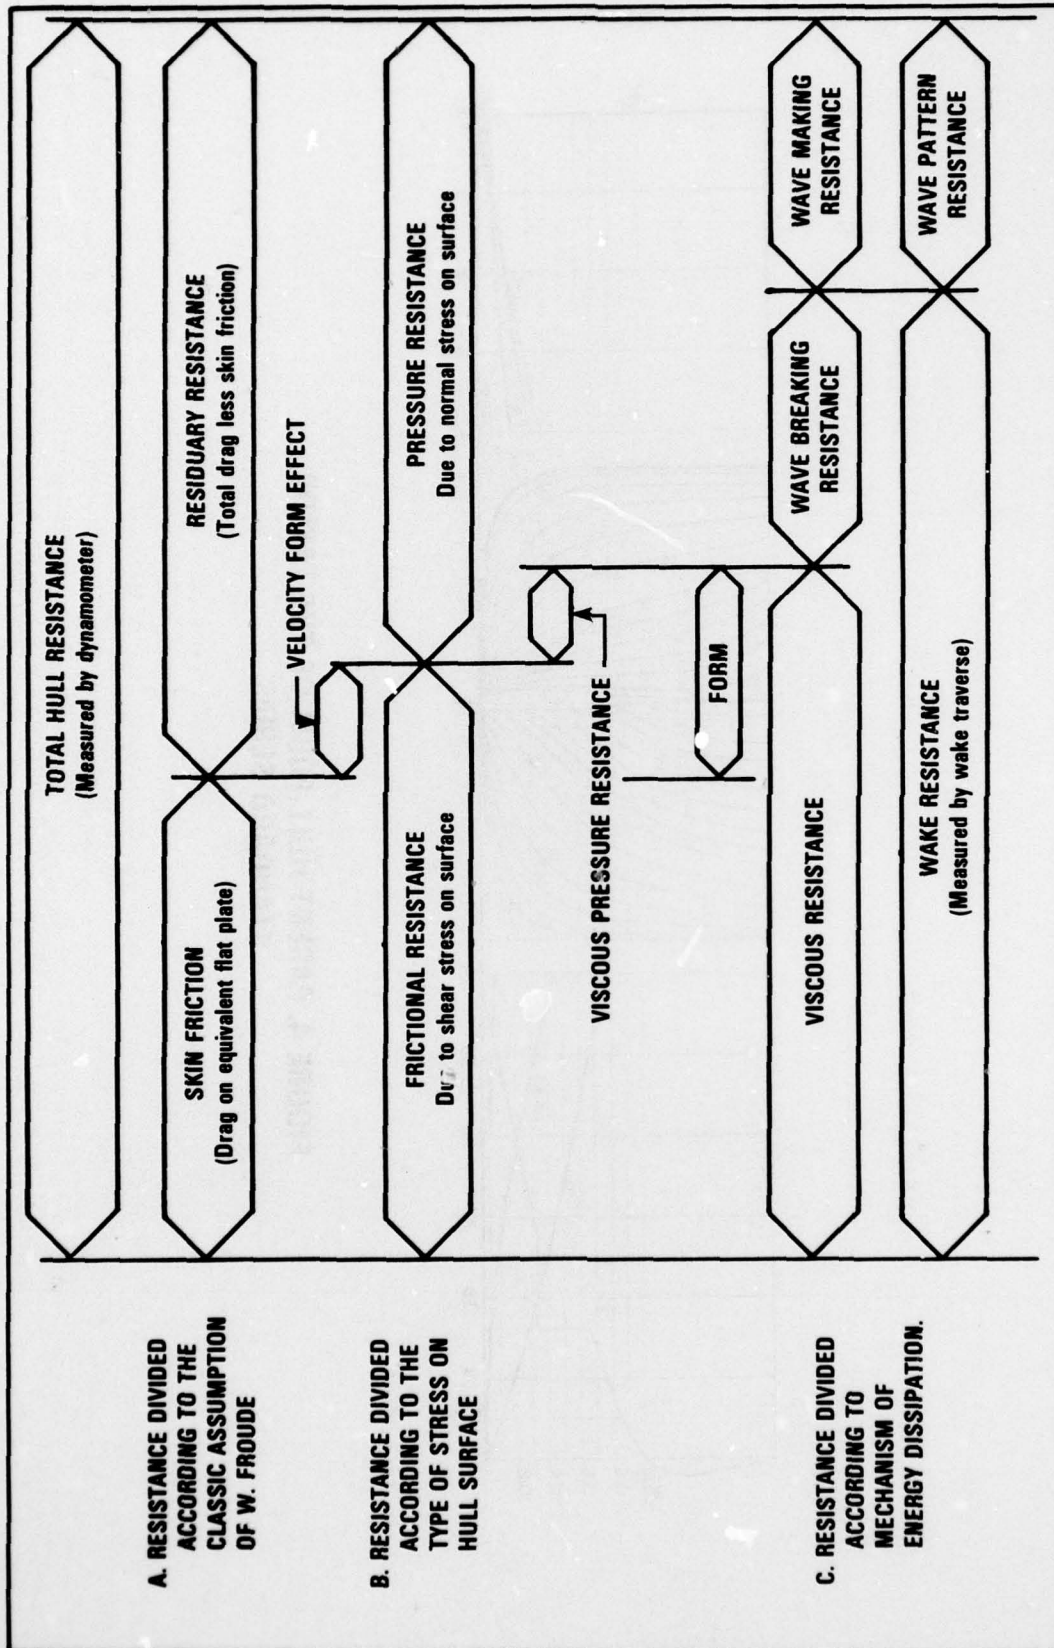 TOTAL HULL RESISTANCE
(Measured by dynamometer)
A. RESISTANCE DIVIDED
ACCORDING TO THE
CLASSIC ASSUMPTION
OF W. FROUDE
SKIN FRICTION
(Drag on equivalent flat plate)
RESIDUARY RESISTANCE
(Total drag less skin friction)
VELOCITY FORM EFFECT
B. RESISTANCE DIVIDED
ACCORDING TO THE
TYPE OF STRESS ON
HULL SURFACE
FRICTIONAL RESISTANCE
Due to shear stress on surface
PRESSURE RESISTANCE
Due to normal stress on surface
VISCOUS PRESSURE RESISTANCE
FORM
C. RESISTANCE DIVIDED
ACCORDING TO
MECHANISM OF
ENERGY DISSIPATION.
VISCOUS RESISTANCE
WAVE BREAKING
RESISTANCE
WAVE MAKING
RESISTANCE
WAKE RESISTANCE
(Measured by wake traverse)
WAVE PATTERN
RESISTANCE